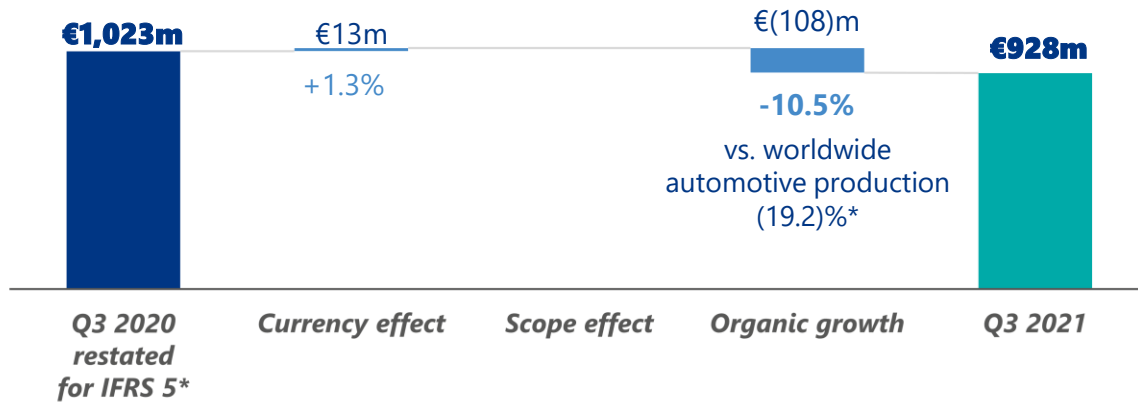 €1,023m
€13m
+1.3%
€(108)m
-10.5%
vs. worldwide
automotive production
(19.2)%*
€928m
Q3 2020
restated
for IFRS 5*
Currency effect
Scope effect
Organic growth
Q3 2021